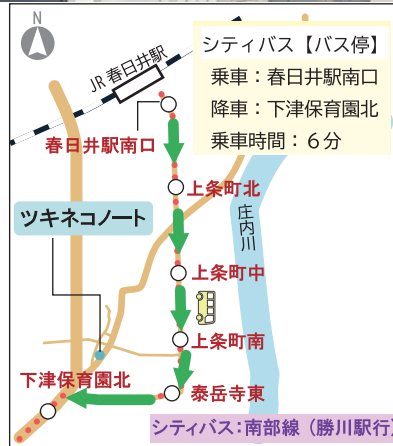 N
JR 春日井駅
シティバス【バス停】
乗車：春日井駅南口
降車：下津保育園北
乗車時間：６分
春日井駅南口
上条町北
ツキネコノート
庄内川
上条町中
上条町南
下津保育園北
泰岳寺東
シティバス：南部線（勝川駅行）